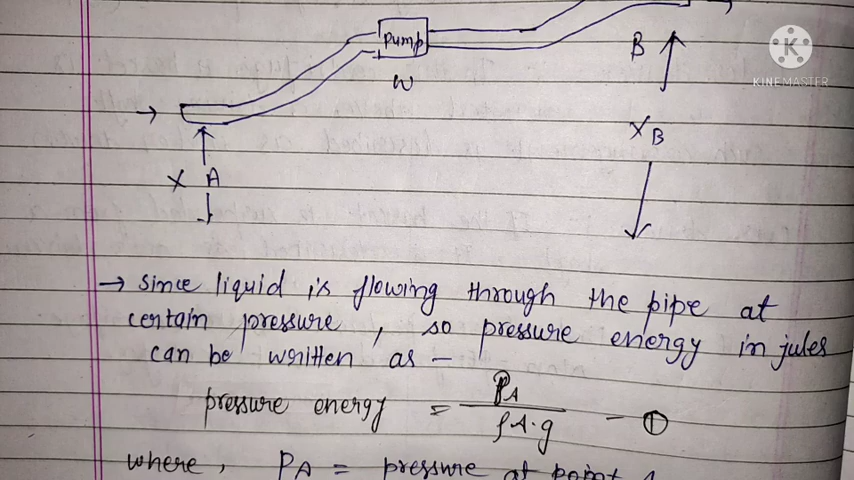 Pump
W
B
K
KINEMASTER
→
X A
X B
→ since liquid is flowing through the pipe at
certain pressure, so pressure energy in jules
can be written as –
pressure energy = PA / ρA.g – ①
where, PA = pressure at point